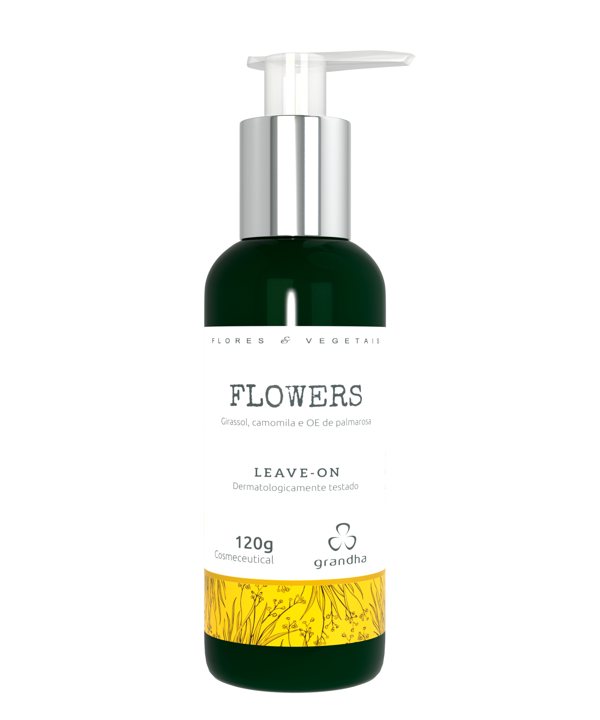 FLORES & VEGETAIS
FLOWERS
Girassol, camomila e OE de palmarosa
LEAVE-ON
Dermatologicamente testado
120g
Cosmeceutical
grandha